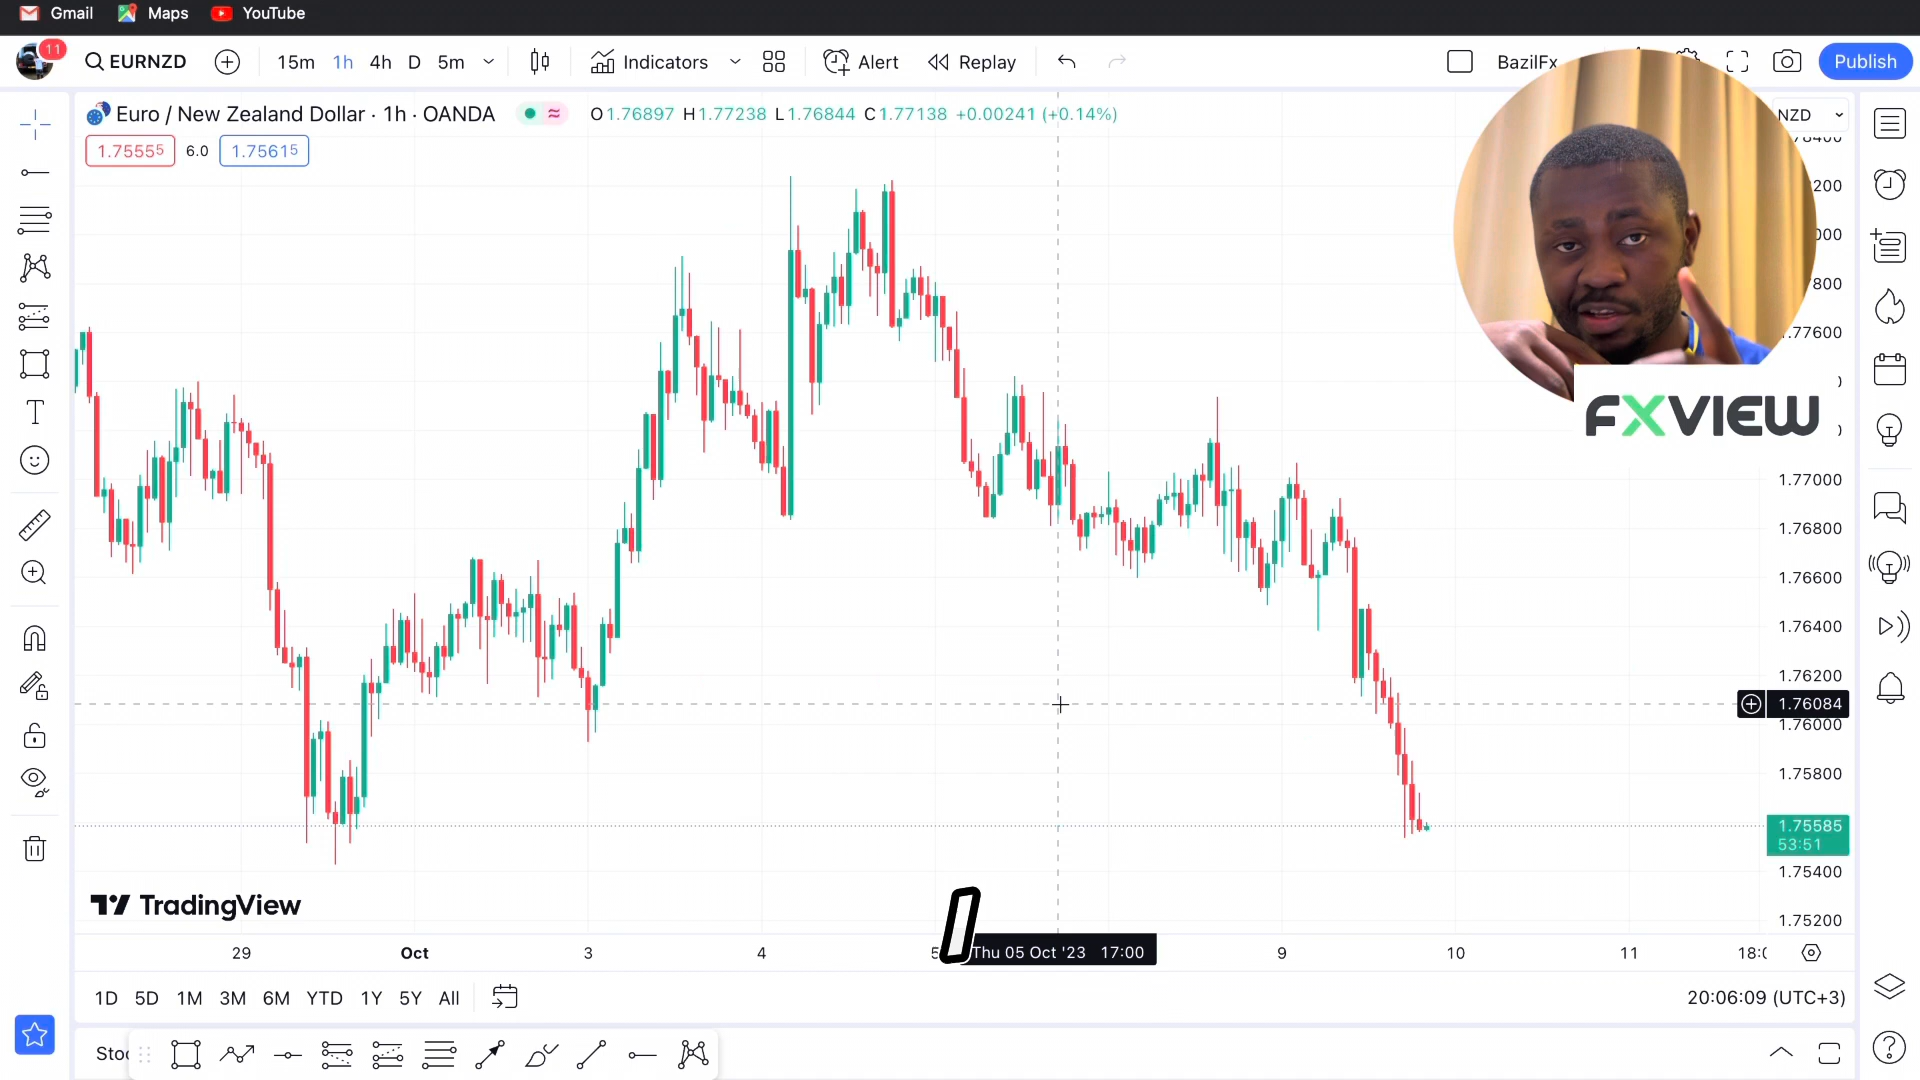 Gmail Maps YouTube
11 EURNZD 15m 1h 4h D 5m Indicators Alert Replay BazilFx Publish
Euro / New Zealand Dollar · 1h · OANDA O1.76897 H1.77238 L1.76844 C1.77138 +0.00241 (+0.14%) NZD
1.75555 6.0 1.75615
FXVIEW
1.77000
1.76800
1.76600
1.76400
1.76200
1.76084
1.76000
1.75800
1.75585
53:51
1.75400
TradingView
1.75200
29 Oct 3 4 5 Thu 05 Oct '23 17:00 9 10 11
1D 5D 1M 3M 6M YTD 1Y 5Y All 20:06:09 (UTC+3)